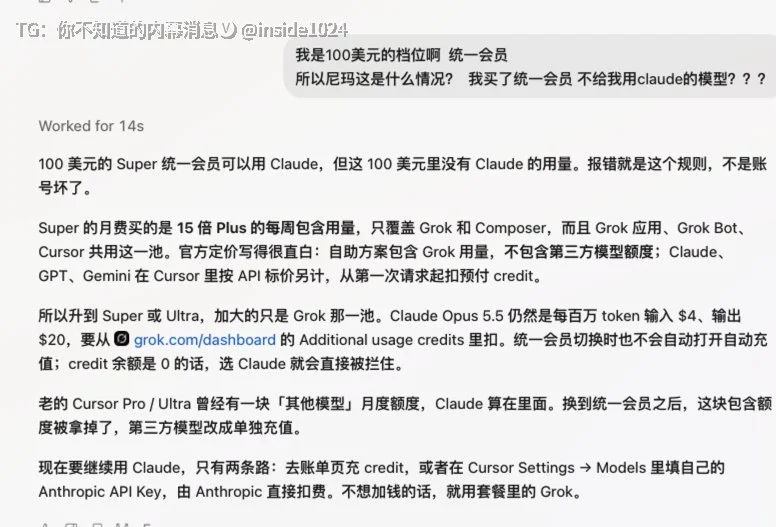 TG：你不知道的内幕消息Ⓥ @inside1024
我是100美元的档位啊 统一会员
所以尼玛这是什么情况？ 我买了统一会员 不给我用claude的模型？？？
Worked for 14s
100 美元的 Super 统一会员可以用 Claude，但这 100 美元里没有 Claude 的用量。报错就是这个规则，不是账
号坏了。
Super 的月费买的是 15 倍 Plus 的每周包含用量，只覆盖 Grok 和 Composer，而且 Grok 应用、Grok Bot、
Cursor 共用这一池。官方定价写得很直白：自助方案包含 Grok 用量，不包含第三方模型额度；Claude、
GPT、Gemini 在 Cursor 里按 API 标价另计，从第一次请求起扣预付 credit。
所以升到 Super 或 Ultra，加大的只是 Grok 那一池。Claude Opus 5.5 仍然是每百万 token 输入 $4、输出
$20，要从 grok.com/dashboard 的 Additional usage credits 里扣。统一会员切换时也不会自动打开自动充
值；credit 余额是 0 的话，选 Claude 就会直接被拦住。
老的 Cursor Pro / Ultra 曾经有一块「其他模型」月度额度，Claude 算在里面。换到统一会员之后，这块包含额
度被拿掉了，第三方模型改成单独充值。
现在要继续用 Claude，只有两条路：去账单页充 credit，或者在 Cursor Settings → Models 里填自己的
Anthropic API Key，由 Anthropic 直接扣费。不想加钱的话，就用套餐里的 Grok。